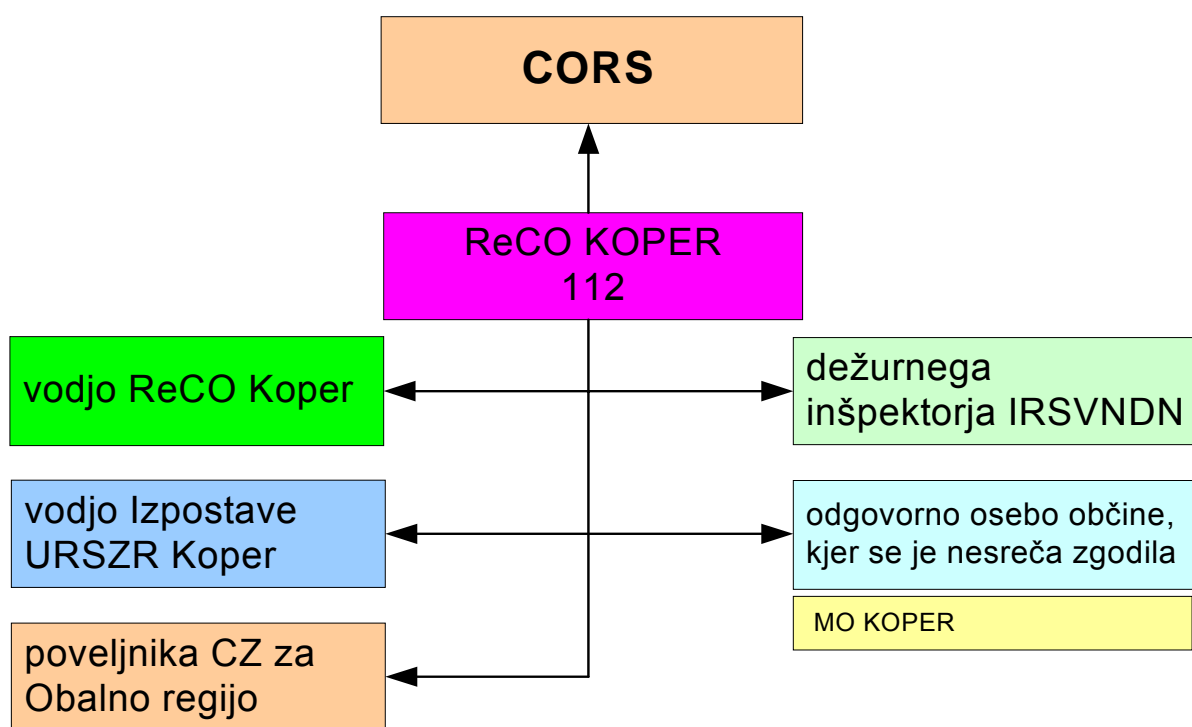 CORS
ReCO KOPER
112
vodjo ReCO Koper
dežurnega
inšpektorja IRSVNDN
vodjo Izpostave
URSZR Koper
odgovorno osebo občine,
kjer se je nesreča zgodila
MO KOPER
poveljnika CZ za
Obalno regijo